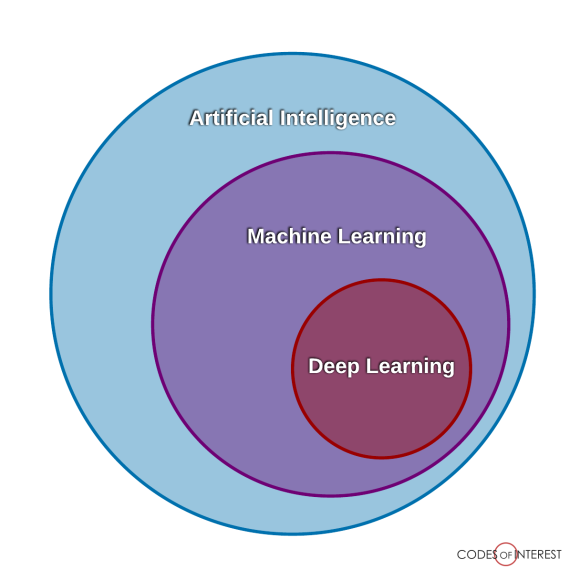 Artificial Intelligence
Machine Learning
Deep Learning
CODES OF INTEREST